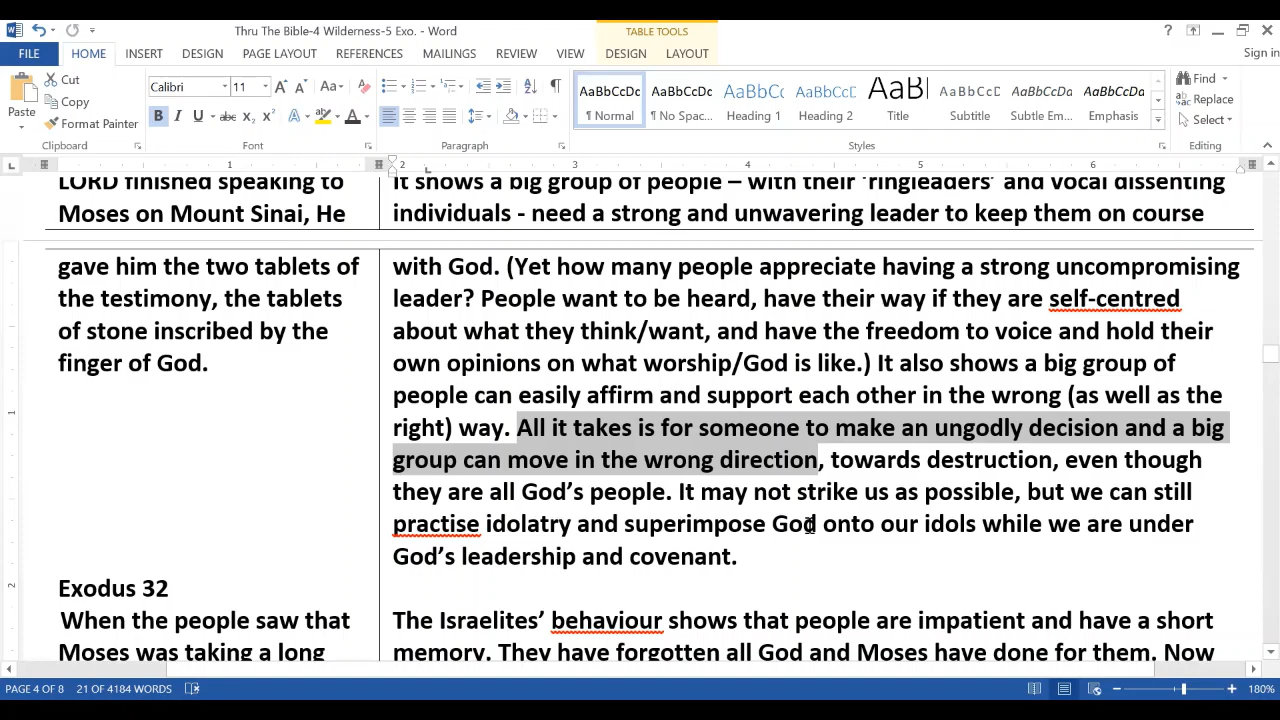 Thru The Bible-4 Wilderness-5 Exo. - Word
TABLE TOOLS
?
FILE
HOME
INSERT
DESIGN
PAGE LAYOUT
REFERENCES
MAILINGS
REVIEW
VIEW
DESIGN
LAYOUT
Sign in
Paste
Cut
Copy
Format Painter
Clipboard
Calibri
11
Font
Paragraph
AaBbCcDc
AaBbCcDc
AaBbCc
AaBbCcD
AaBl
AaBbCcD
AaBbCcDc
AaBbCcDc
¶ Normal
¶ No Spac...
Heading 1
Heading 2
Title
Subtitle
Subtle Em...
Emphasis
Styles
Find
Replace
Select
Editing
1 2 3 4 5 6
LORD finished speaking to
Moses on Mount Sinai, He
It shows a big group of people – with their ‘ringleaders’ and vocal dissenting
individuals - need a strong and unwavering leader to keep them on course
gave him the two tablets of
the testimony, the tablets
of stone inscribed by the
finger of God.
with God. (Yet how many people appreciate having a strong uncompromising
leader? People want to be heard, have their way if they are self-centred
about what they think/want, and have the freedom to voice and hold their
own opinions on what worship/God is like.) It also shows a big group of
people can easily affirm and support each other in the wrong (as well as the
right) way. All it takes is for someone to make an ungodly decision and a big
group can move in the wrong direction, towards destruction, even though
they are all God’s people. It may not strike us as possible, but we can still
practise idolatry and superimpose God onto our idols while we are under
God’s leadership and covenant.
Exodus 32
When the people saw that
Moses was taking a long
The Israelites’ behaviour shows that people are impatient and have a short
memory. They have forgotten all God and Moses have done for them. Now
1
2
PAGE 4 OF 8
21 OF 4184 WORDS
180%